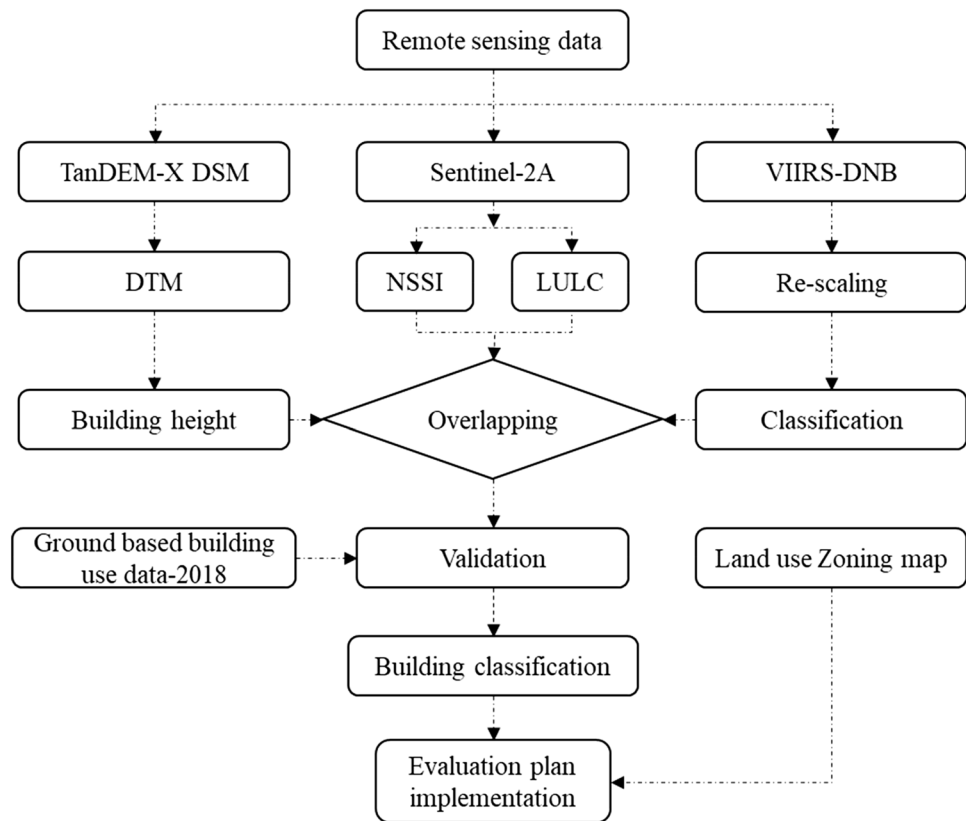 Remote sensing data
TanDEM-X DSM
Sentinel-2A
VIIRS-DNB
DTM
NSSI
LULC
Re-scaling
Building height
Overlapping
Classification
Ground based building
use data-2018
Validation
Land use Zoning map
Building classification
Evaluation plan
implementation